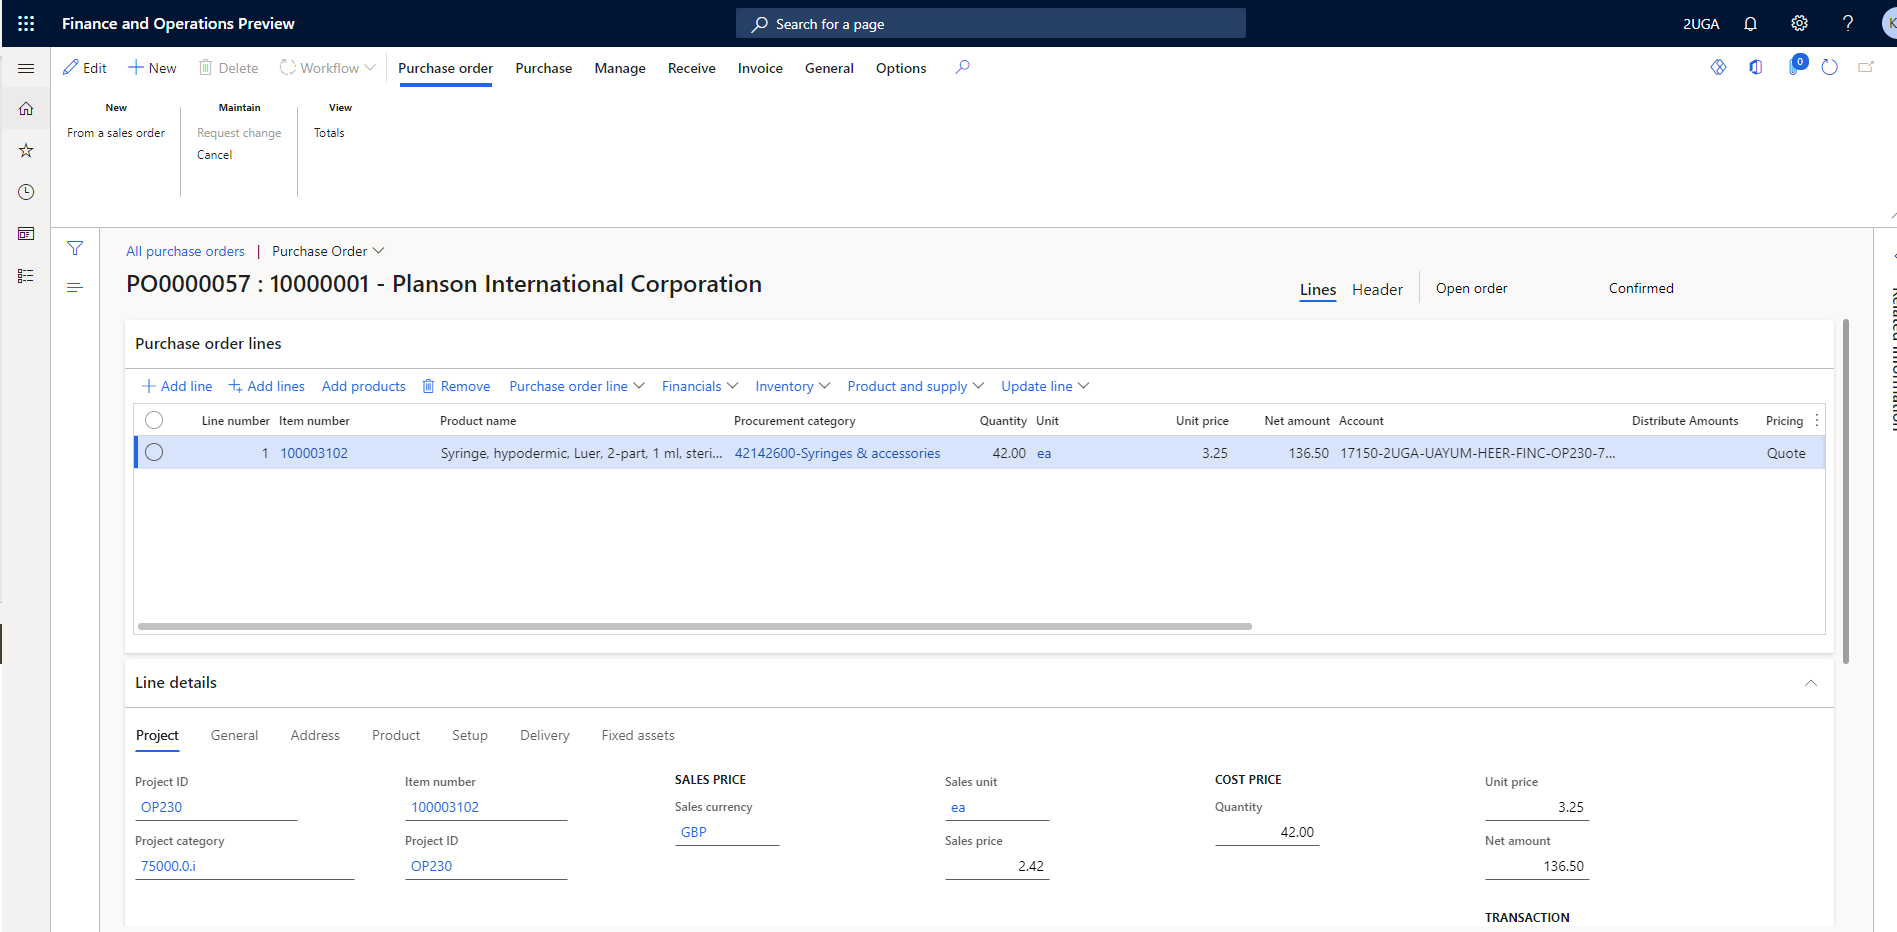 Finance and Operations Preview
Search for a page
2UGA
K
Edit New Delete Workflow Purchase order Purchase Manage Receive Invoice General Options
0
New Maintain View
From a sales order Request change Totals
Cancel
All purchase orders | Purchase Order
PO0000057 : 10000001 - Planson International Corporation
Lines Header Open order Confirmed
Related information
Purchase order lines
Add line Add lines Add products Remove Purchase order line Financials Inventory Product and supply Update line
Line number Item number Product name Procurement category Quantity Unit Unit price Net amount Account Distribute Amounts Pricing
1 100003102 Syringe, hypodermic, Luer, 2-part, 1 ml, steri... 42142600-Syringes & accessories 42.00 ea 3.25 136.50 17150-2UGA-UAYUM-HEER-FINC-OP230-7... Quote
Line details
Project General Address Product Setup Delivery Fixed assets
Project ID Item number SALES PRICE Sales unit COST PRICE Unit price
OP230 100003102 Sales currency ea Quantity 3.25
Project category Project ID GBP Sales price 42.00 Net amount
75000.0.i OP230 2.42 136.50
TRANSACTION